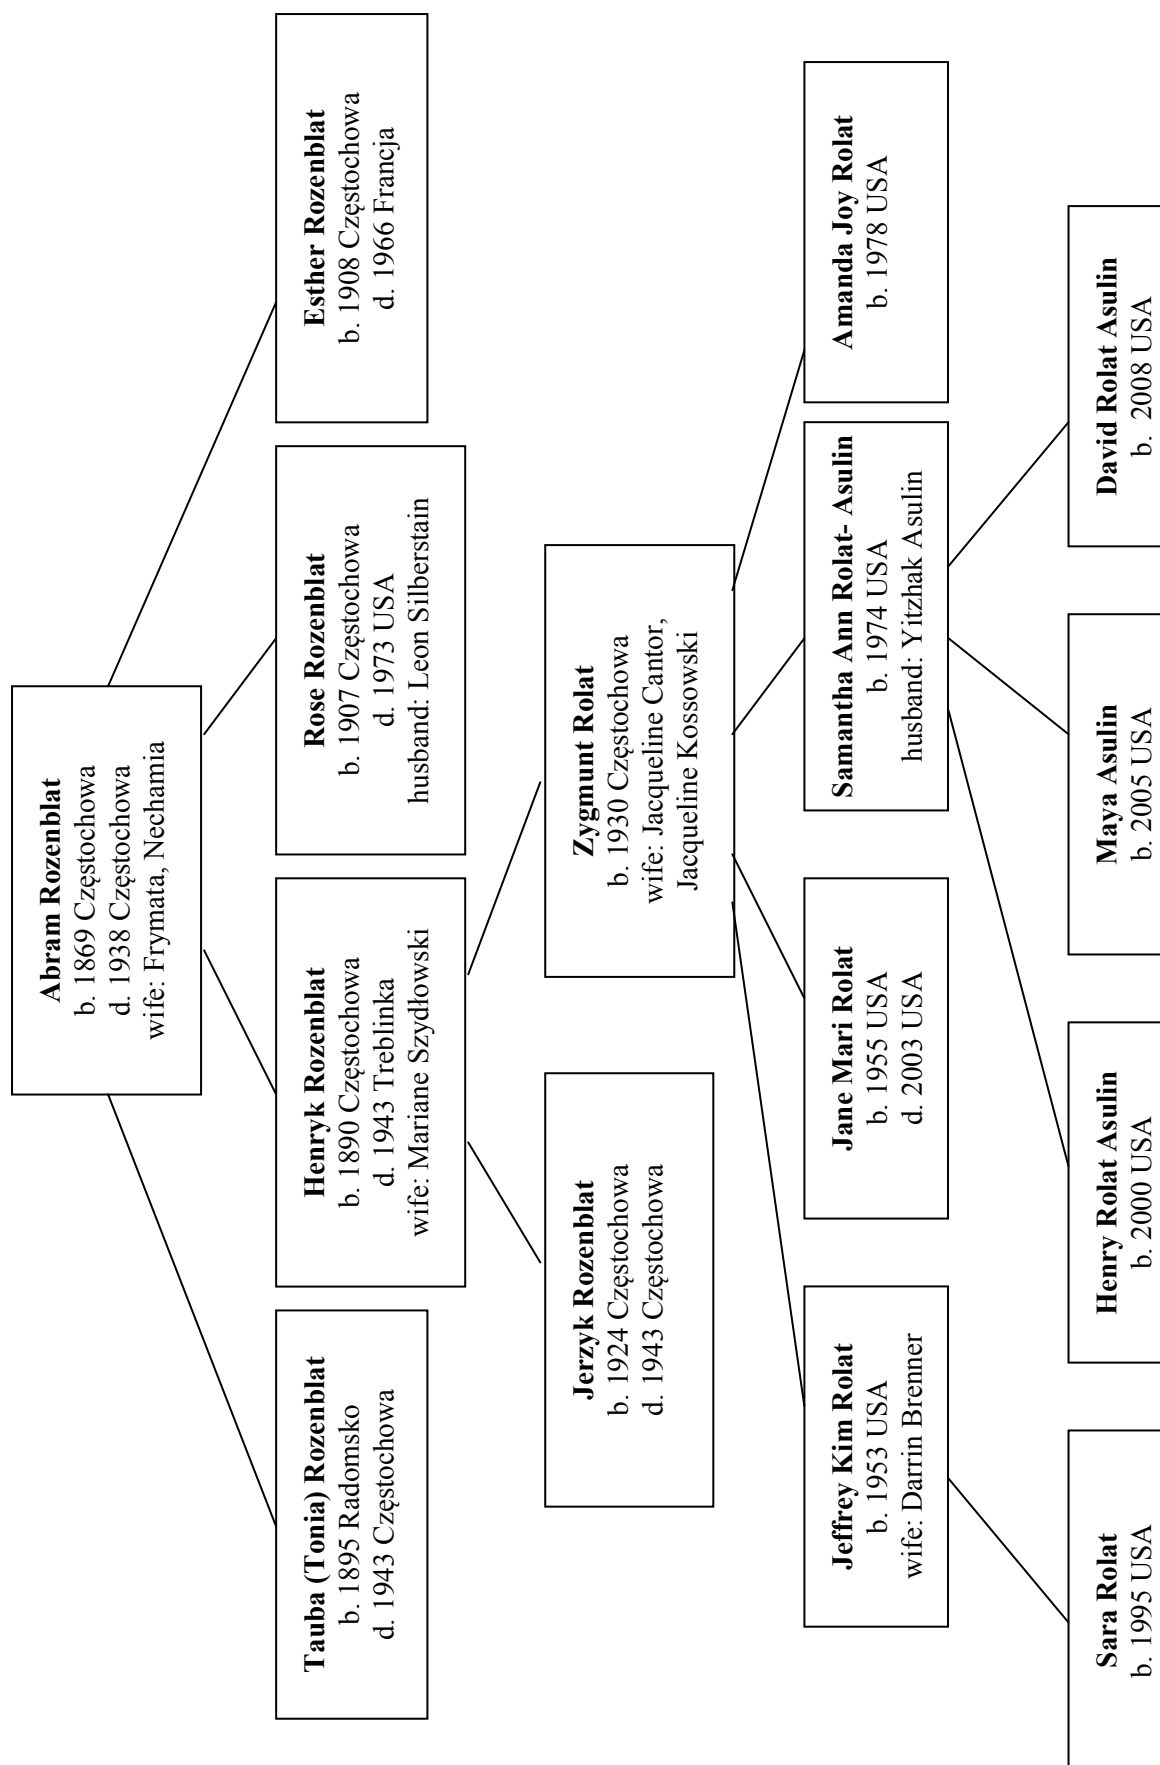 Abram Rozenblat
b. 1869 Częstochowa
d. 1938 Częstochowa
wife: Frymata, Nechamia
Tauba (Tonia) Rozenblat
b. 1895 Radomsko
d. 1943 Częstochowa
Henryk Rozenblat
b. 1890 Częstochowa
d. 1943 Treblinka
wife: Mariane Szydłowski
Rose Rozenblat
b. 1907 Częstochowa
d. 1973 USA
husband: Leon Silberstain
Esther Rozenblat
b. 1908 Częstochowa
d. 1966 Francja
Jerzyk Rozenblat
b. 1924 Częstochowa
d. 1943 Częstochowa
Zygmunt Rolat
b. 1930 Częstochowa
wife: Jacqueline Cantor,
Jacqueline Kossowski
Jeffrey Kim Rolat
b. 1953 USA
wife: Darrin Brenner
Jane Mari Rolat
b. 1955 USA
d. 2003 USA
Samantha Ann Rolat- Asulin
b. 1974 USA
husband: Yitzhak Asulin
Amanda Joy Rolat
b. 1978 USA
Sara Rolat
b. 1995 USA
Henry Rolat Asulin
b. 2000 USA
Maya Asulin
b. 2005 USA
David Rolat Asulin
b.  2008 USA